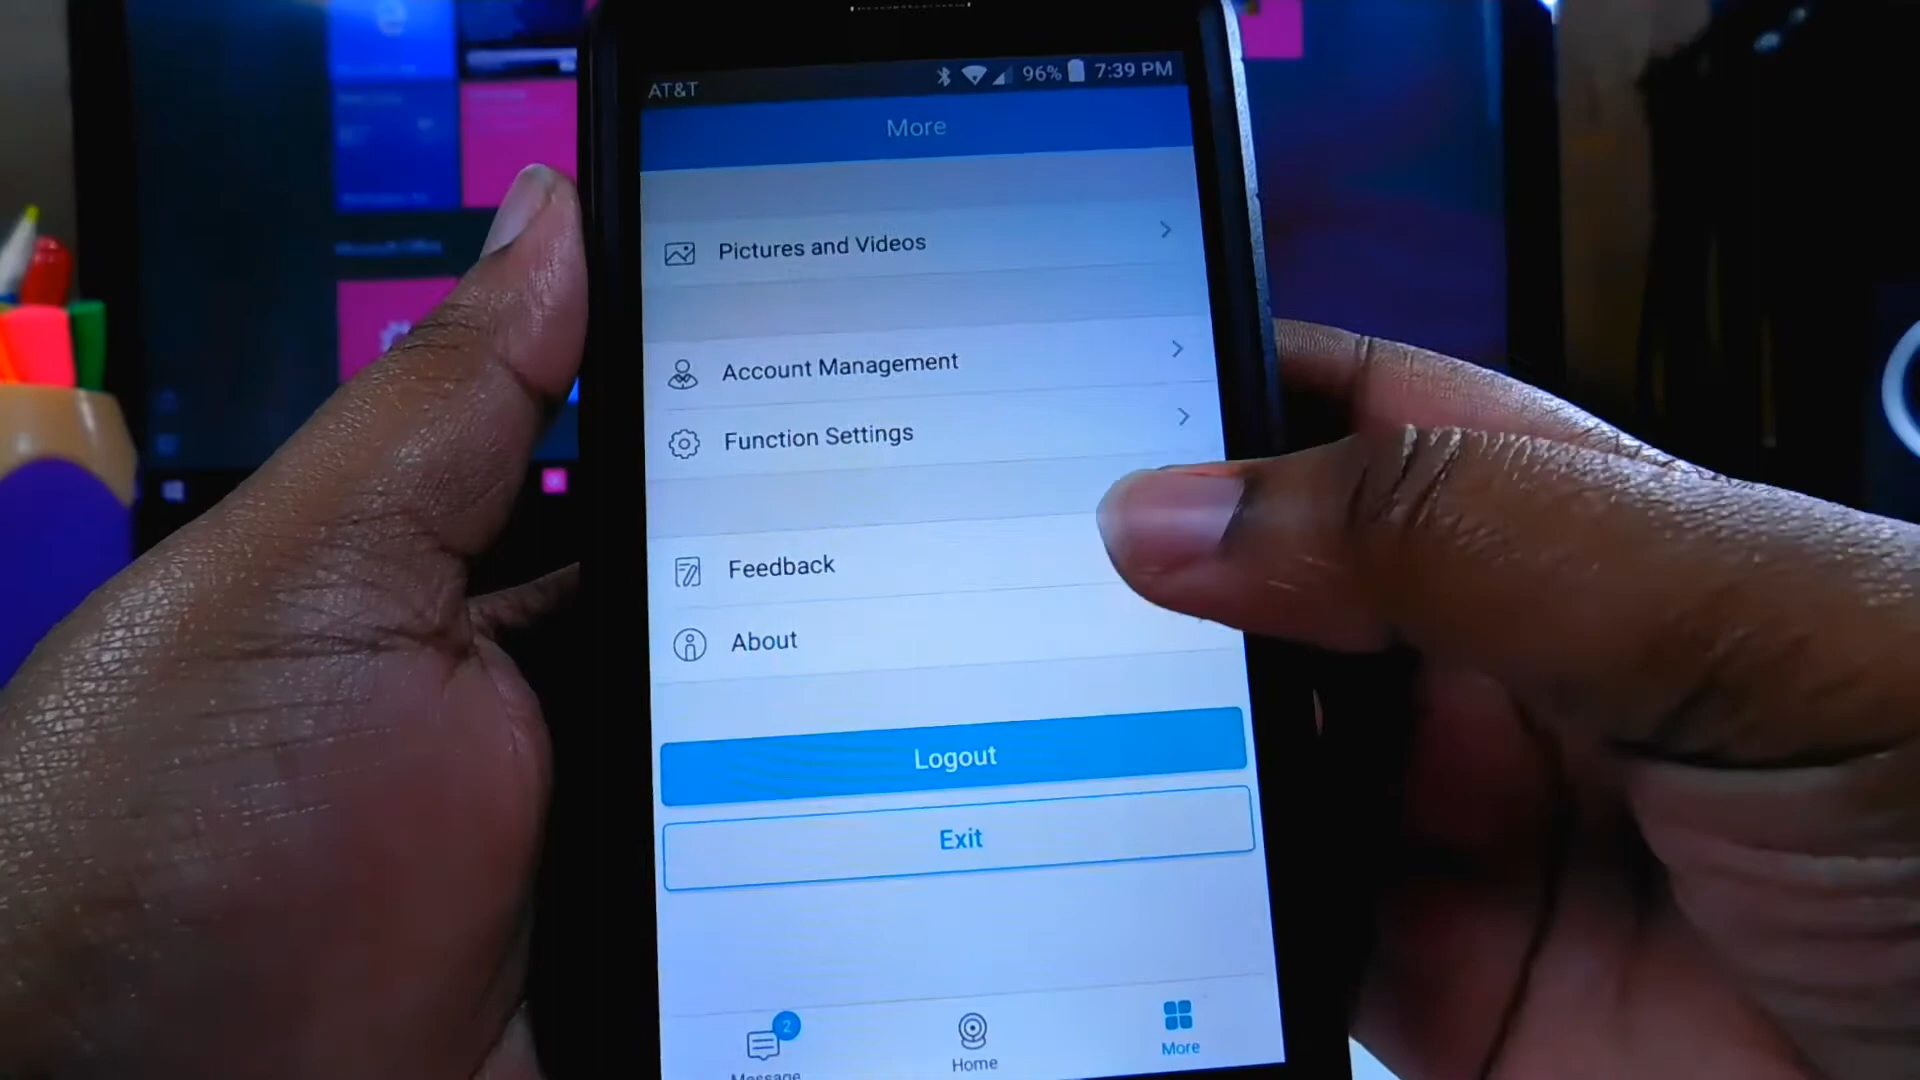 AT&T 96% 7:39 PM
More
Pictures and Videos
Account Management
Function Settings
Feedback
About
Logout
Exit
2
Message
Home
More